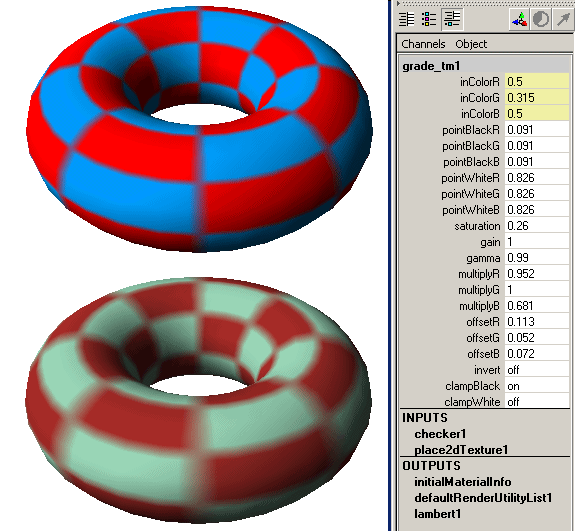 Channels Object
grade_tm1
inColorR 0.5
inColorG 0.315
inColorB 0.5
pointBlackR 0.091
pointBlackR 0.091
pointBlackB 0.091
pointWhiteR 0.826
pointWhiteG 0.826
pointWhiteB 0.826
saturation 0.26
gain 1
gamma 0.99
multiplyR 0.952
multiplyG 1
multiplyB 0.681
offsetR 0.113
offsetG 0.052
offsetB 0.072
invert off
clampBlack on
clampWhite off
INPUTS
checker1
place2dTexture1
OUTPUTS
initialMaterialInfo
defaultRenderUtilityList1
lambert1